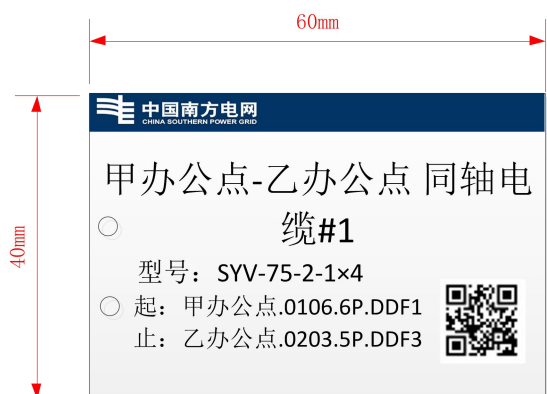 60mm
40mm
中国南方电网
CHINA SOUTHERN POWER GRID
甲办公点-乙办公点 同轴电
缆#1
型号：SYV-75-2-1×4
起：甲办公点.0106.6P.DDF1
止：乙办公点.0203.5P.DDF3